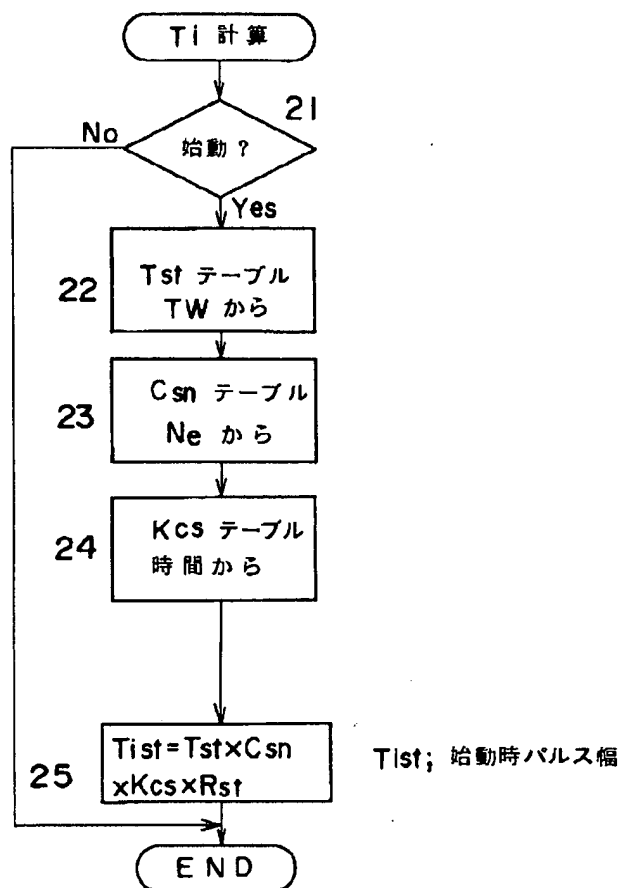 Ti 計算
21
No
始動?
Yes
22
Tst テーブル
TW から
23
Csn テーブル
Ne から
24
Kcs テーブル
時間から
25
Tist=Tst×Csn
×Kcs×Rst
Tist; 始動時パルス幅
END